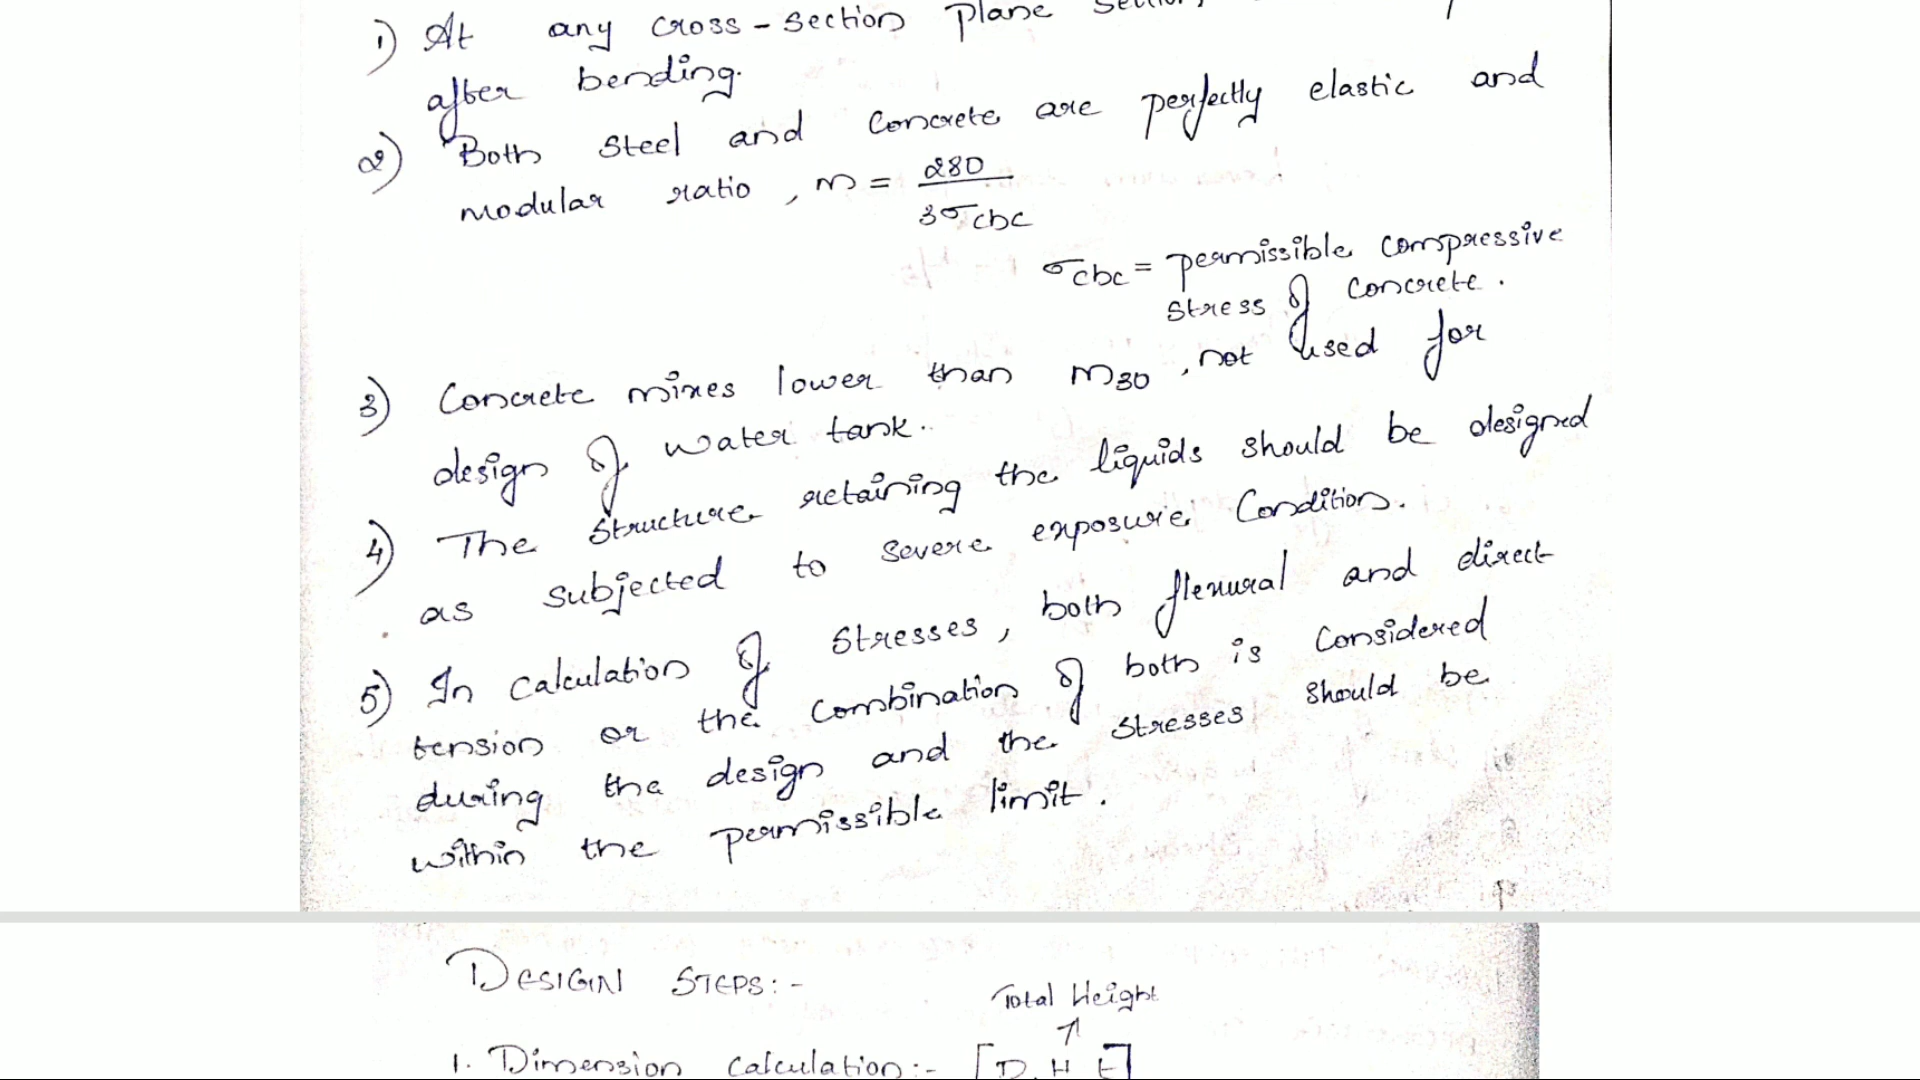 1) At any cross-section plane
after bending.
2) Both steel and concrete are perfectly elastic and
modular ratio, m = 280
3σcbc
σcbc = permissible compressive
stress of concrete.
3) Concrete mixes lower than M30, not used for
design of water tank.
4) The structure retaining the liquids should be designed
as subjected to severe exposure condition.
5) In calculation of stresses, both flexural and direct
tension or the combination of both is considered
during the design and the stresses should be
within the permissible limit.
DESIGN STEPS:-
Total Height
↑
1. Dimension calculation:- [D, H, t]